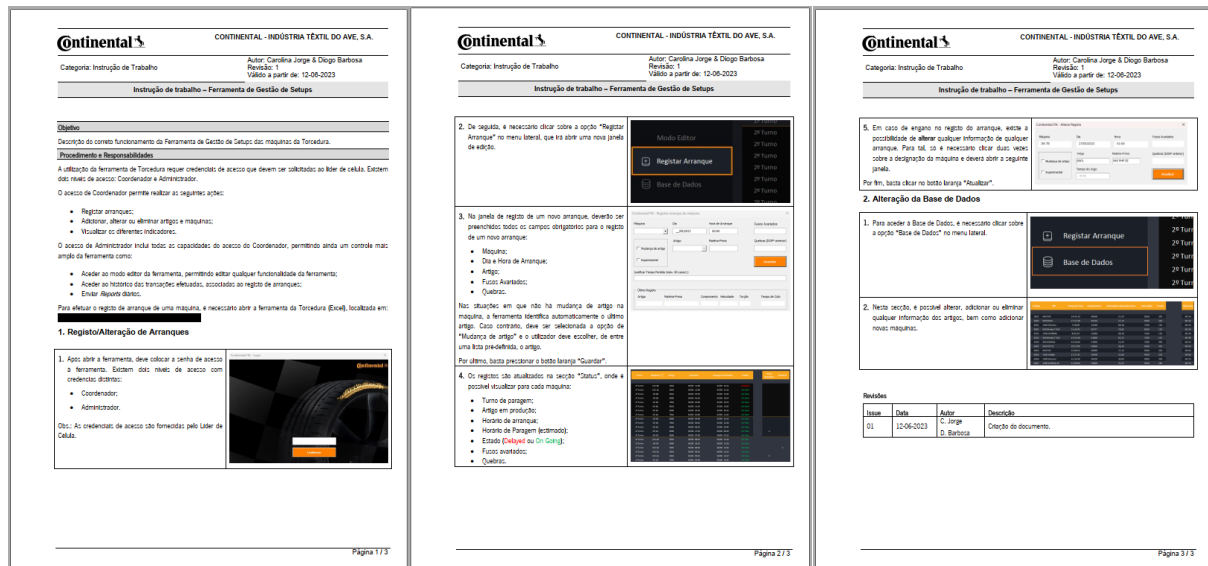 Continental
CONTINENTAL - INDÚSTRIA TÊXTIL DO AVE, S.A.
Categoria: Instrução de Trabalho
Autor: Carolina Jorge & Diogo Barbosa
Revisão: 1
Válido a partir de: 12-06-2023
Instrução de trabalho – Ferramenta de Gestão de Setups
Objetivo
Descrição do correto funcionamento da Ferramenta de Gestão de Setups das máquinas da Torcedura.
Procedimento e Responsabilidades
A utilização da ferramenta de Torcedura requer credenciais de acesso que devem ser solicitadas ao líder de célula. Existem
dois níveis de acesso: Coordenador e Administrador.
O acesso de Coordenador permite realizar as seguintes ações:
• Registar arranques;
• Adicionar, alterar ou eliminar artigos e máquinas;
• Visualizar os diferentes indicadores.
O acesso de Administrador inclui todas as capacidades do acesso do Coordenador, permitindo ainda um controle mais
amplo da ferramenta como:
• Aceder ao modo editor da ferramenta, permitindo editar qualquer funcionalidade da ferramenta;
• Aceder ao histórico das transações efetuadas, associadas ao registo de arranques;
• Enviar Reports diários.
Para efetuar o registo de arranque de uma máquina, é necessário abrir a ferramenta da Torcedura (Excel), localizada em:
1. Registo/Alteração de Arranques
1. Após abrir a ferramenta, deve colocar a senha de acesso
à ferramenta. Existem dois níveis de acesso com
credencias distintas:
• Coordenador;
• Administrador.
Obs.: As credenciais de acesso são fornecidas pelo Líder de
Celula.
Continental
Página 1 / 3
Continental
CONTINENTAL - INDÚSTRIA TÊXTIL DO AVE, S.A.
Categoria: Instrução de Trabalho
Autor: Carolina Jorge & Diogo Barbosa
Revisão: 1
Válido a partir de: 12-06-2023
Instrução de trabalho – Ferramenta de Gestão de Setups
2. De seguida, é necessário clicar sobre a opção "Registar
Arranque" no menu lateral, que irá abrir uma nova janela
de edição.
Modo Editor
Registar Arranque
Base de Dados
2º Turno
2º Turno
2º Turno
2º Turno
2º Turno
3. Na janela de registo de um novo arranque, deverão ser
preenchidos todos os campos obrigatórios para o registo
de um novo arranque:
• Máquina;
• Dia e Hora de Arranque;
• Artigo;
• Fusos Avariados;
• Quebras.
Nas situações em que não há mudança de artigo na
máquina, a ferramenta identifica automaticamente o último
artigo. Caso contrário, deve ser selecionada a opção de
"Mudança de artigo" e o utilizador deve escolher, de entre
uma lista pré-definida, o artigo.
Por último, basta pressionar o botão laranja "Guardar".
4. Os registos são atualizados na secção "Status", onde é
possível visualizar para cada máquina:
• Turno de paragem;
• Artigo em produção;
• Horário de arranque;
• Horário de Paragem (estimado);
• Estado (Delayed ou On Going);
• Fusos avariados;
• Quebras.
Página 2 / 3
Continental
CONTINENTAL - INDÚSTRIA TÊXTIL DO AVE, S.A.
Categoria: Instrução de Trabalho
Autor: Carolina Jorge & Diogo Barbosa
Revisão: 1
Válido a partir de: 12-06-2023
Instrução de trabalho – Ferramenta de Gestão de Setups
5. Em caso de engano no registo do arranque, existe a
possibilidade de alterar qualquer informação de qualquer
arranque. Para tal, só é necessário clicar duas vezes
sobre a designação da máquina e deverá abrir a seguinte
janela.
Por fim, basta clicar no botão laranja "Atualizar".
2. Alteração da Base de Dados
1. Para aceder à Base de Dados, é necessário clicar sobre
a opção "Base de Dados" no menu lateral.
Registar Arranque
Base de Dados
2º Turn
2º Turn
2º Turn
2. Nesta secção, é possível alterar, adicionar ou eliminar
qualquer informação dos artigos, bem como adicionar
novas máquinas.
Revisões
Issue Data Autor Descrição
01 12-06-2023 C. Jorge D. Barbosa Criação do documento.
Página 3 / 3